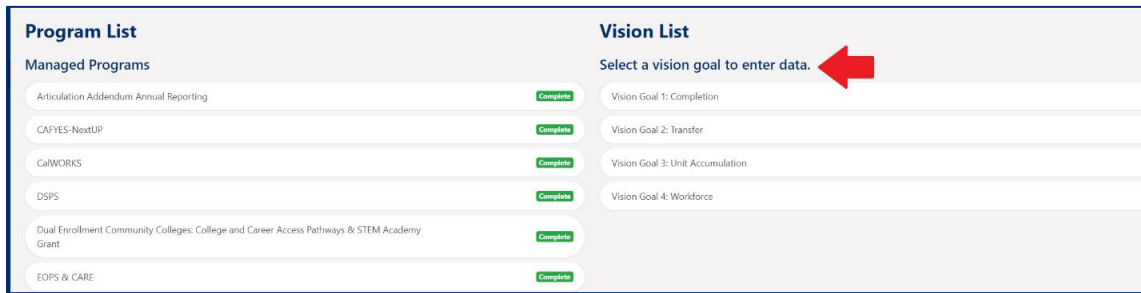 Program List
Managed Programs
Articulation Addendum Annual Reporting Complete
CAFYES-NextUP Complete
CalWORKS Complete
DSPS Complete
Dual Enrollment Community Colleges: College and Career Access Pathways & STEM Academy
Grant Complete
EOPS & CARE Complete
Vision List
Select a vision goal to enter data.
Vision Goal 1: Completion
Vision Goal 2: Transfer
Vision Goal 3: Unit Accumulation
Vision Goal 4: Workforce